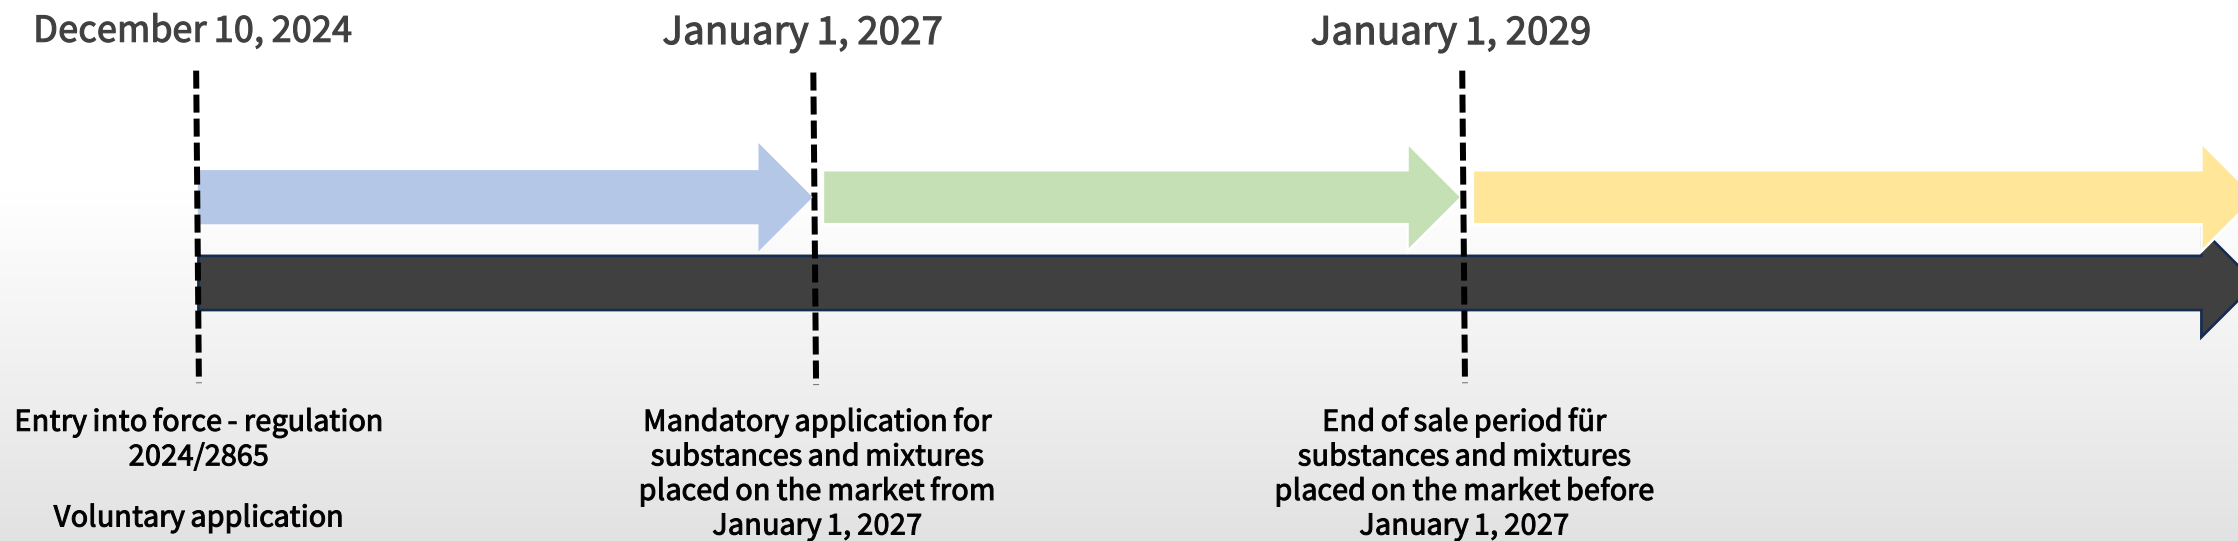 December 10, 2024
January 1, 2027
January 1, 2029
Entry into force - regulation
2024/2865
Voluntary application
Mandatory application for
substances and mixtures
placed on the market from
January 1, 2027
End of sale period für
substances and mixtures
placed on the market before
January 1, 2027